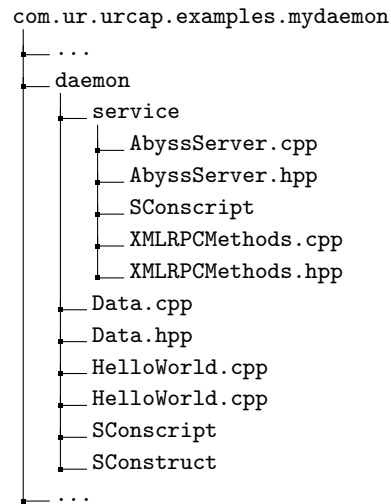 com.ur.urcap.examples.mydaemon
...
daemon
service
AbyssServer.cpp
AbyssServer.hpp
SConscript
XMLRPCMethods.cpp
XMLRPCMethods.hpp
Data.cpp
Data.hpp
HelloWorld.cpp
HelloWorld.cpp
SConscript
SConstruct
...